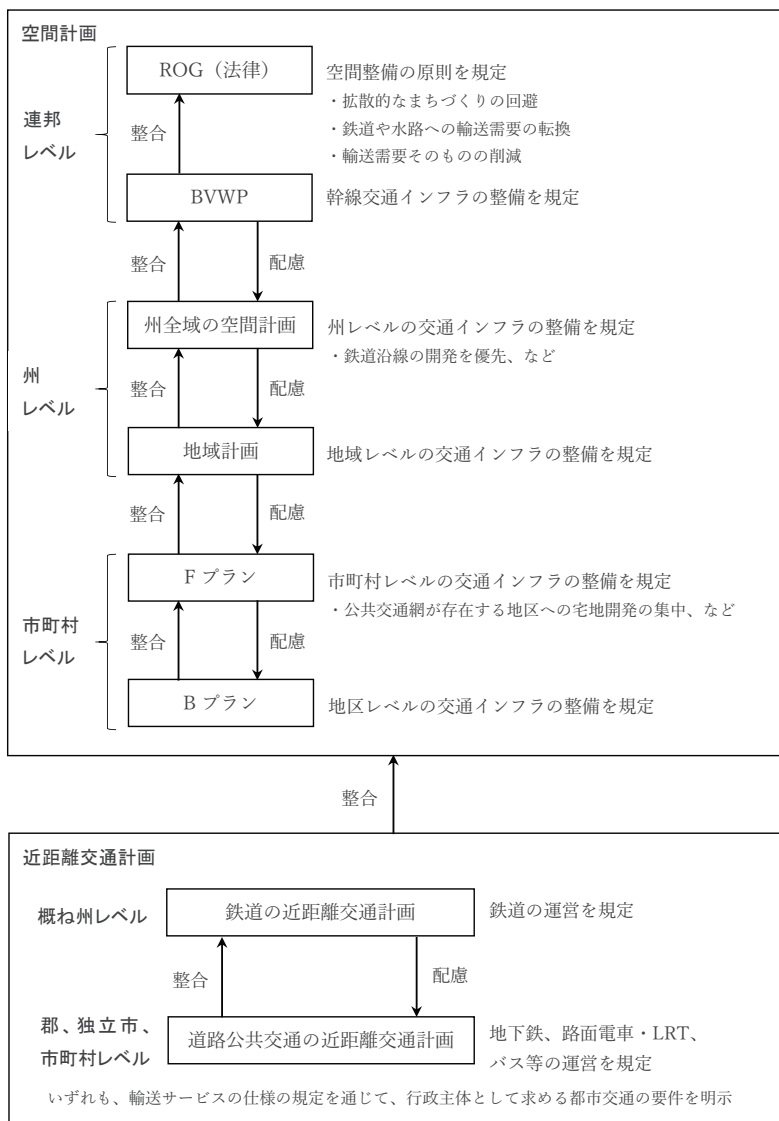 空間計画
ROG（法律）
空間整備の原則を規定
・拡散的なまちづくりの回避
・鉄道や水路への輸送需要の転換
・輸送需要そのものの削減
連邦
レベル
整合
BVWP
幹線交通インフラの整備を規定
整合
配慮
州全域の空間計画
州レベルの交通インフラの整備を規定
・鉄道沿線の開発を優先、など
州
レベル
整合
配慮
地域計画
地域レベルの交通インフラの整備を規定
整合
配慮
F プラン
市町村レベルの交通インフラの整備を規定
・公共交通網が存在する地区への宅地開発の集中、など
市町村
レベル
整合
配慮
B プラン
地区レベルの交通インフラの整備を規定
整合
近距離交通計画
概ね州レベル
鉄道の近距離交通計画
鉄道の運営を規定
整合
配慮
郡、独立市、
市町村レベル
道路公共交通の近距離交通計画
地下鉄、路面電車・LRT、
バス等の運営を規定
いずれも、輸送サービスの仕様の規定を通じて、行政主体として求める都市交通の要件を明示